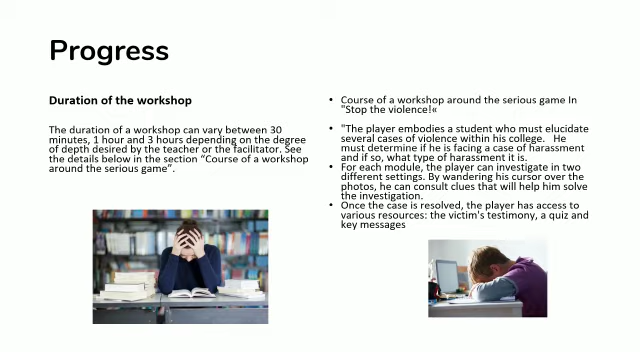 Progress
Duration of the workshop
The duration of a workshop can vary between 30
minutes, 1 hour and 3 hours depending on the degree
of depth desired by the teacher or the facilitator. See
the details below in the section “Course of a workshop
around the serious game”.
• Course of a workshop around the serious game In
"Stop the violence!«
• "The player embodies a student who must elucidate
several cases of violence within his college. He
must determine if he is facing a case of harassment
and if so, what type of harassment it is.
• For each module, the player can investigate in two
different settings. By wandering his cursor over the
photos, he can consult clues that will help him solve
the investigation.
• Once the case is resolved, the player has access to
various resources: the victim's testimony, a quiz and
key messages